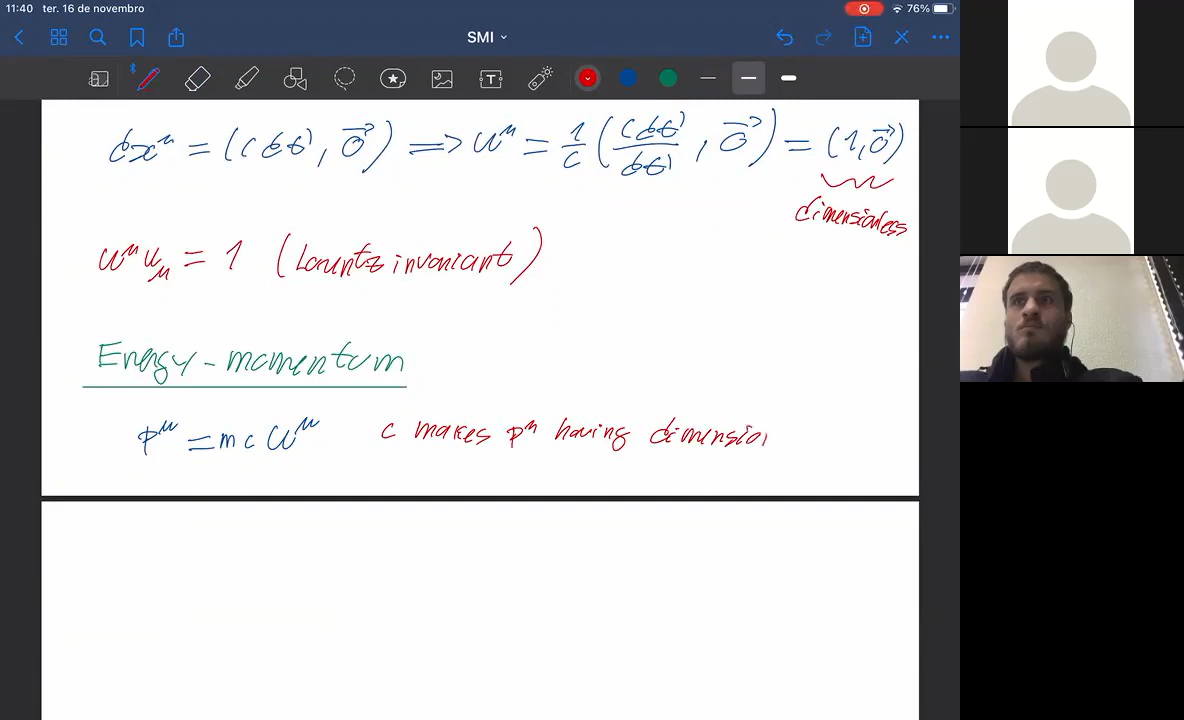 11:40 ter. 16 de novembro 76%
SMI
dx^μ = (c dt', 0⃗) ⟹ u^μ = 1/c (c dt'/dt', 0⃗) = (1, 0⃗)
dimensionless
u^μ u_μ = 1 (Lorentz invariant)
Energy-momentum
p^μ = m c u^μ c makes p^μ having dimension